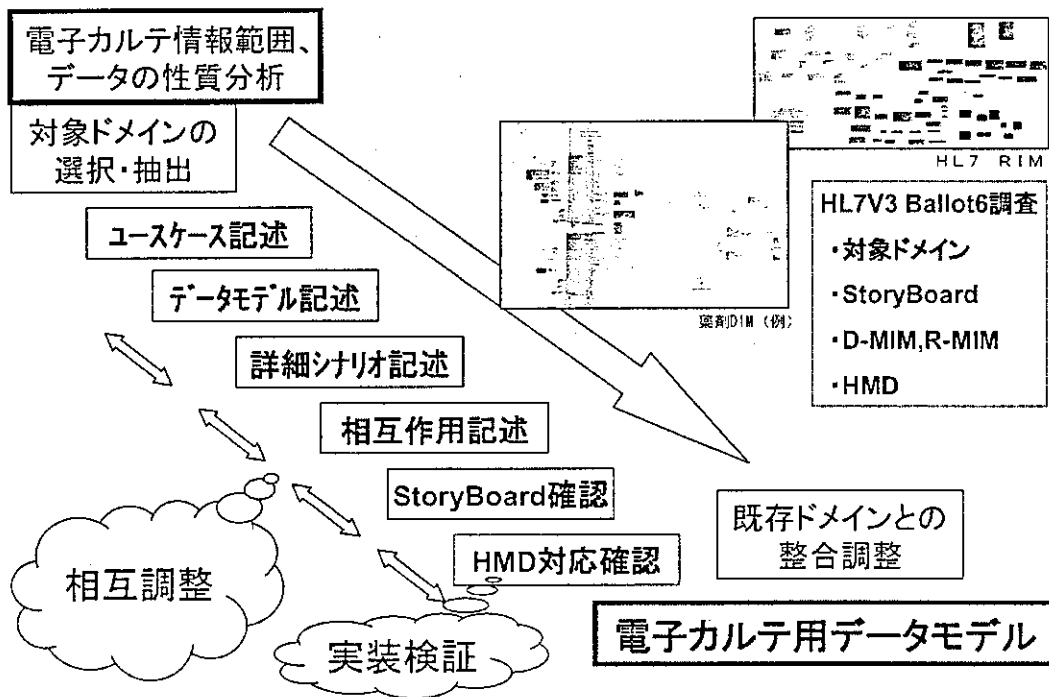 電子カルテ情報範囲、
データの性質分析
対象ドメインの
選択・抽出
ユースケース記述
データモデル記述
詳細シナリオ記述
相互作用記述
StoryBoard確認
HMD対応確認
相互調整
実装検証
HL7 RIM
薬剤DIM（例）
HL7V3 Ballot6調査
・対象ドメイン
・StoryBoard
・D-MIM,R-MIM
・HMD
既存ドメインとの
整合調整
電子カルテ用データモデル